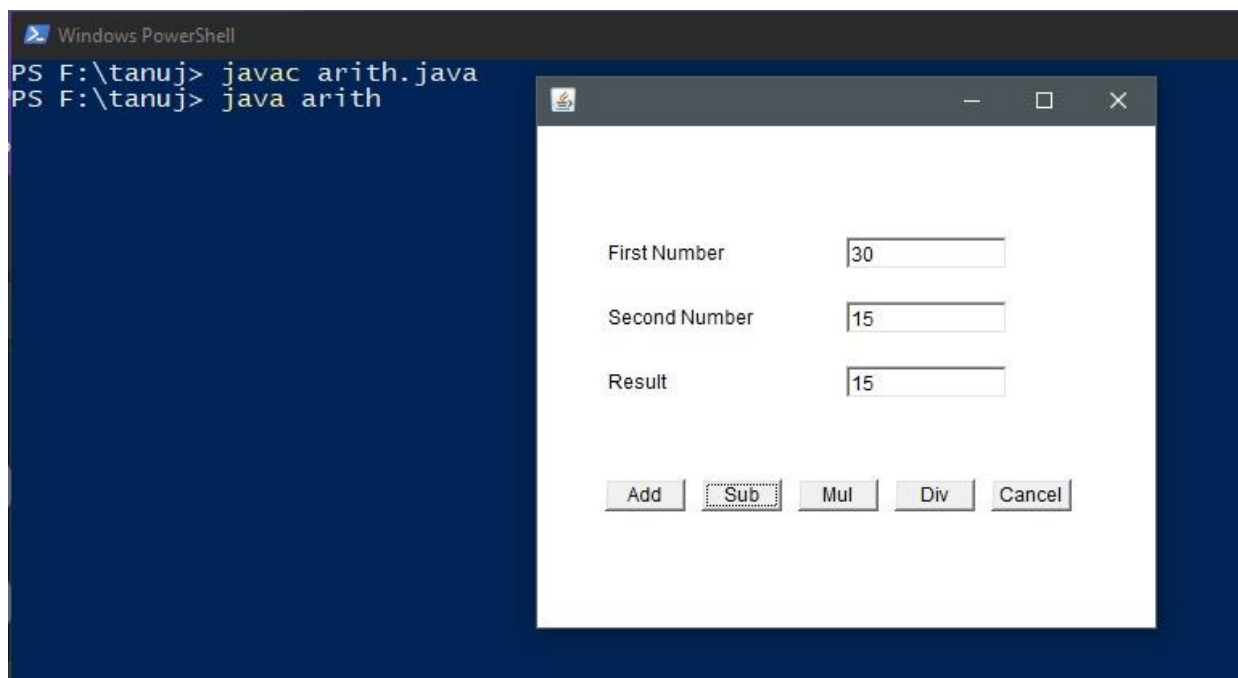 Windows PowerShell
PS F:\tanuj> javac arith.java
PS F:\tanuj> java arith
First Number 30
Second Number 15
Result 15
Add Sub Mul Div Cancel